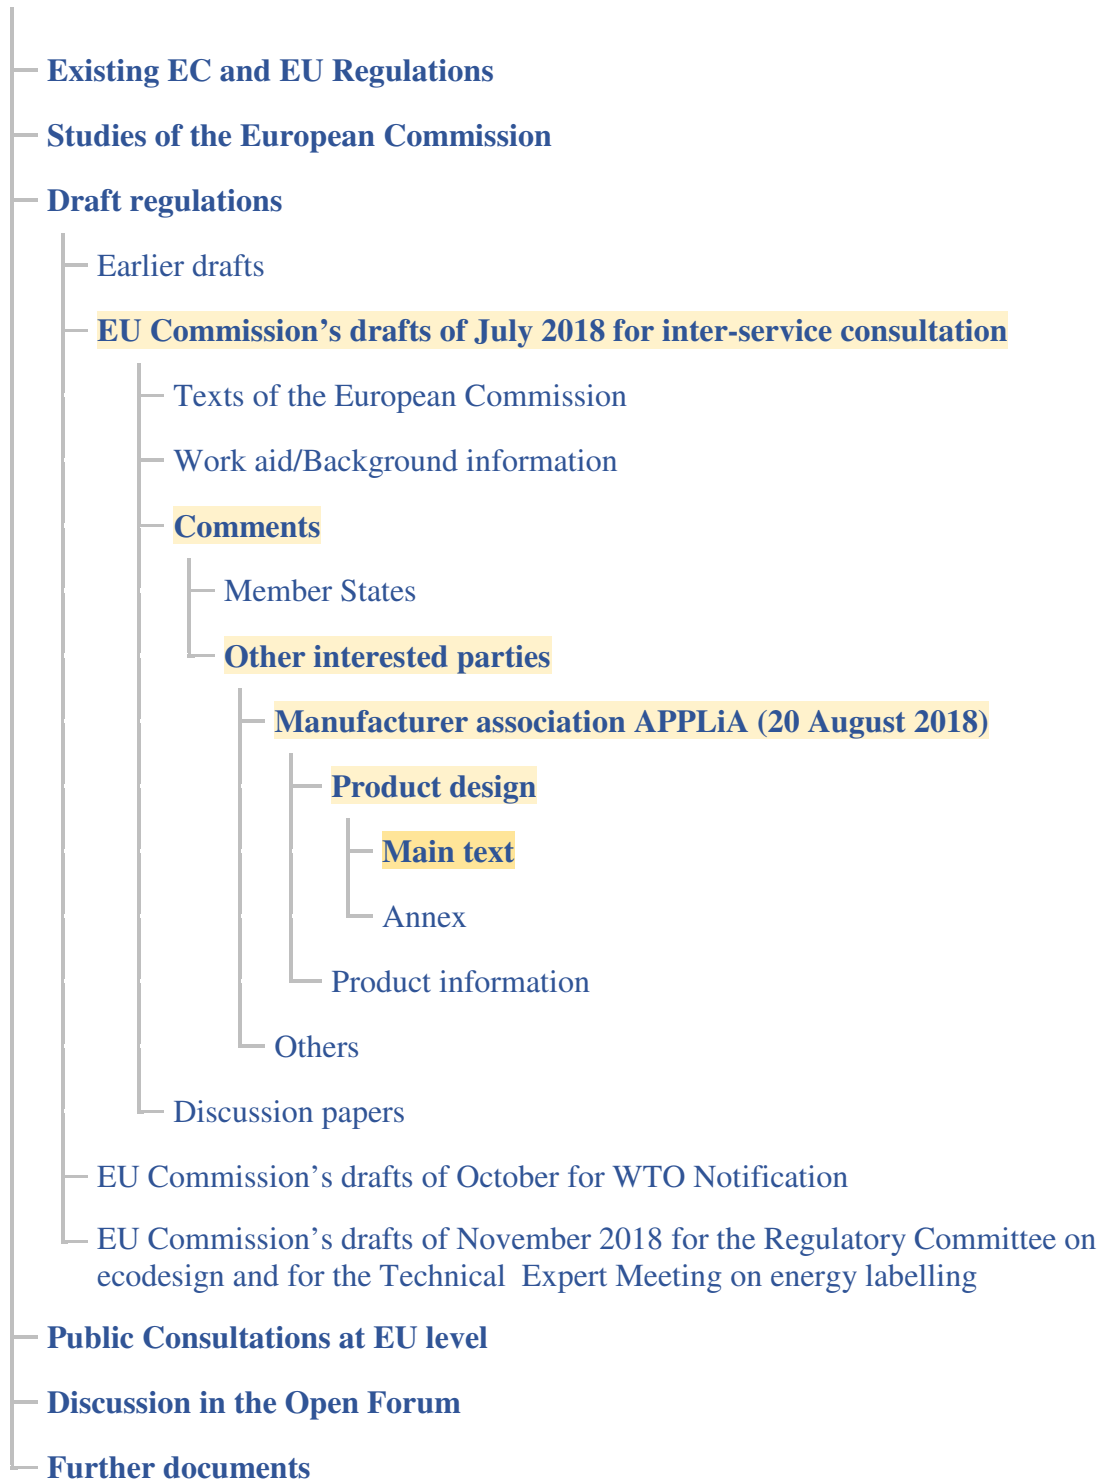 Existing EC and EU Regulations
Studies of the European Commission
Draft regulations
Earlier drafts
EU Commission’s drafts of July 2018 for inter-service consultation
Texts of the European Commission
Work aid/Background information
Comments
Member States
Other interested parties
Manufacturer association APPLiA (20 August 2018)
Product design
Main text
Annex
Product information
Others
Discussion papers
EU Commission’s drafts of October for WTO Notification
EU Commission’s drafts of November 2018 for the Regulatory Committee on
ecodesign and for the Technical Expert Meeting on energy labelling
Public Consultations at EU level
Discussion in the Open Forum
Further documents